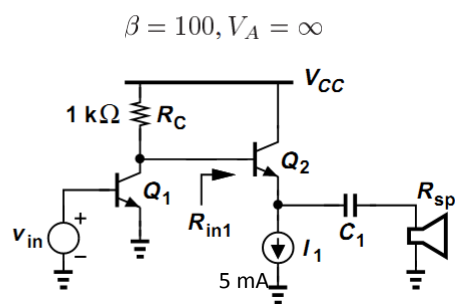 β = 100, V_A = ∞
V_CC
1 kΩ R_C
Q_2
Q_1
R_sp
R_in1
v_in
+
−
I_1
C_1
5 mA